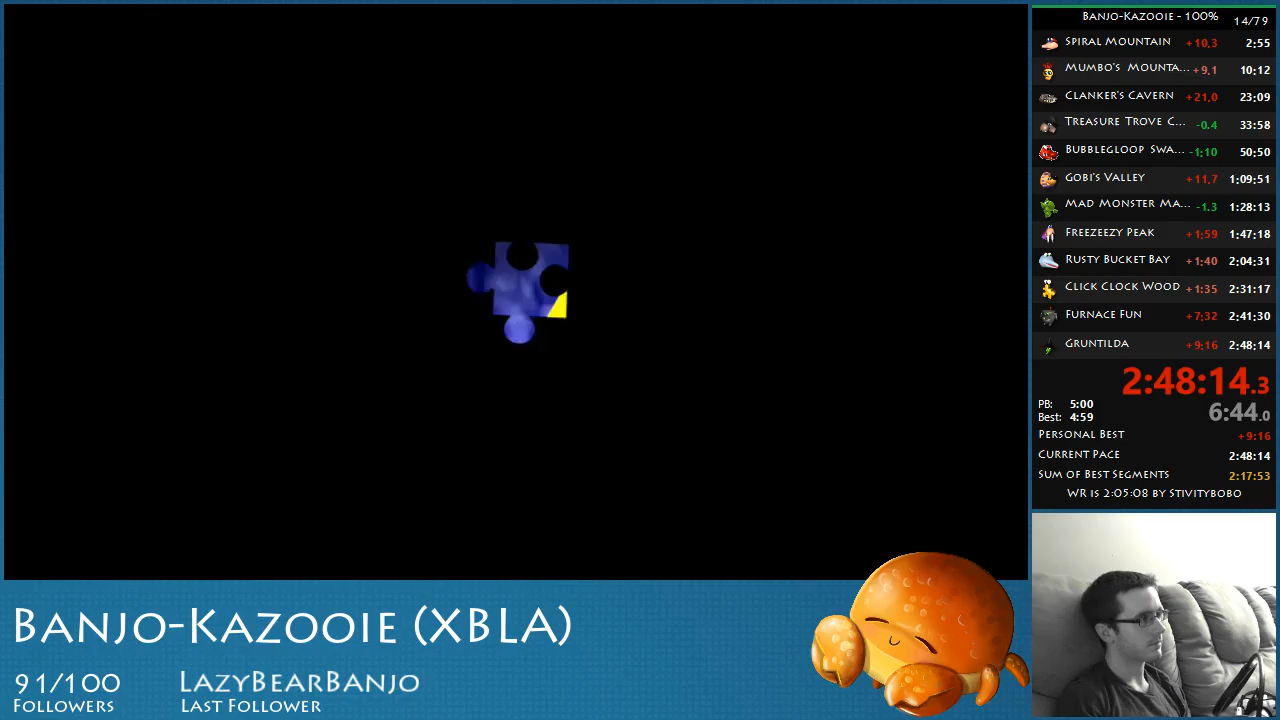 Banjo-Kazooie - 100% 14/79
Spiral Mountain +10.3 2:55
Mumbo's Mounta... +9.1 10:12
Clanker's Cavern +21.0 23:09
Treasure Trove C... -0.4 33:58
Bubblegloop Swa... -1:10 50:50
Gobi's Valley +11.7 1:09:51
Mad Monster Ma... -1.3 1:28:13
Freezeezy Peak +1:59 1:47:18
Rusty Bucket Bay +1:40 2:04:31
Click Clock Wood +1:35 2:31:17
Furnace Fun +7:32 2:41:30
Gruntilda +9:16 2:48:14
2:48:14.3
PB: 5:00
6:44.0
Best: 4:59
Personal Best +9:16
Current Pace 2:48:14
Sum of Best Segments 2:17:53
WR is 2:05:08 by Stivitybobo
Banjo-Kazooie (XBLA)
91/100
Followers
LazyBearBanjo
Last Follower